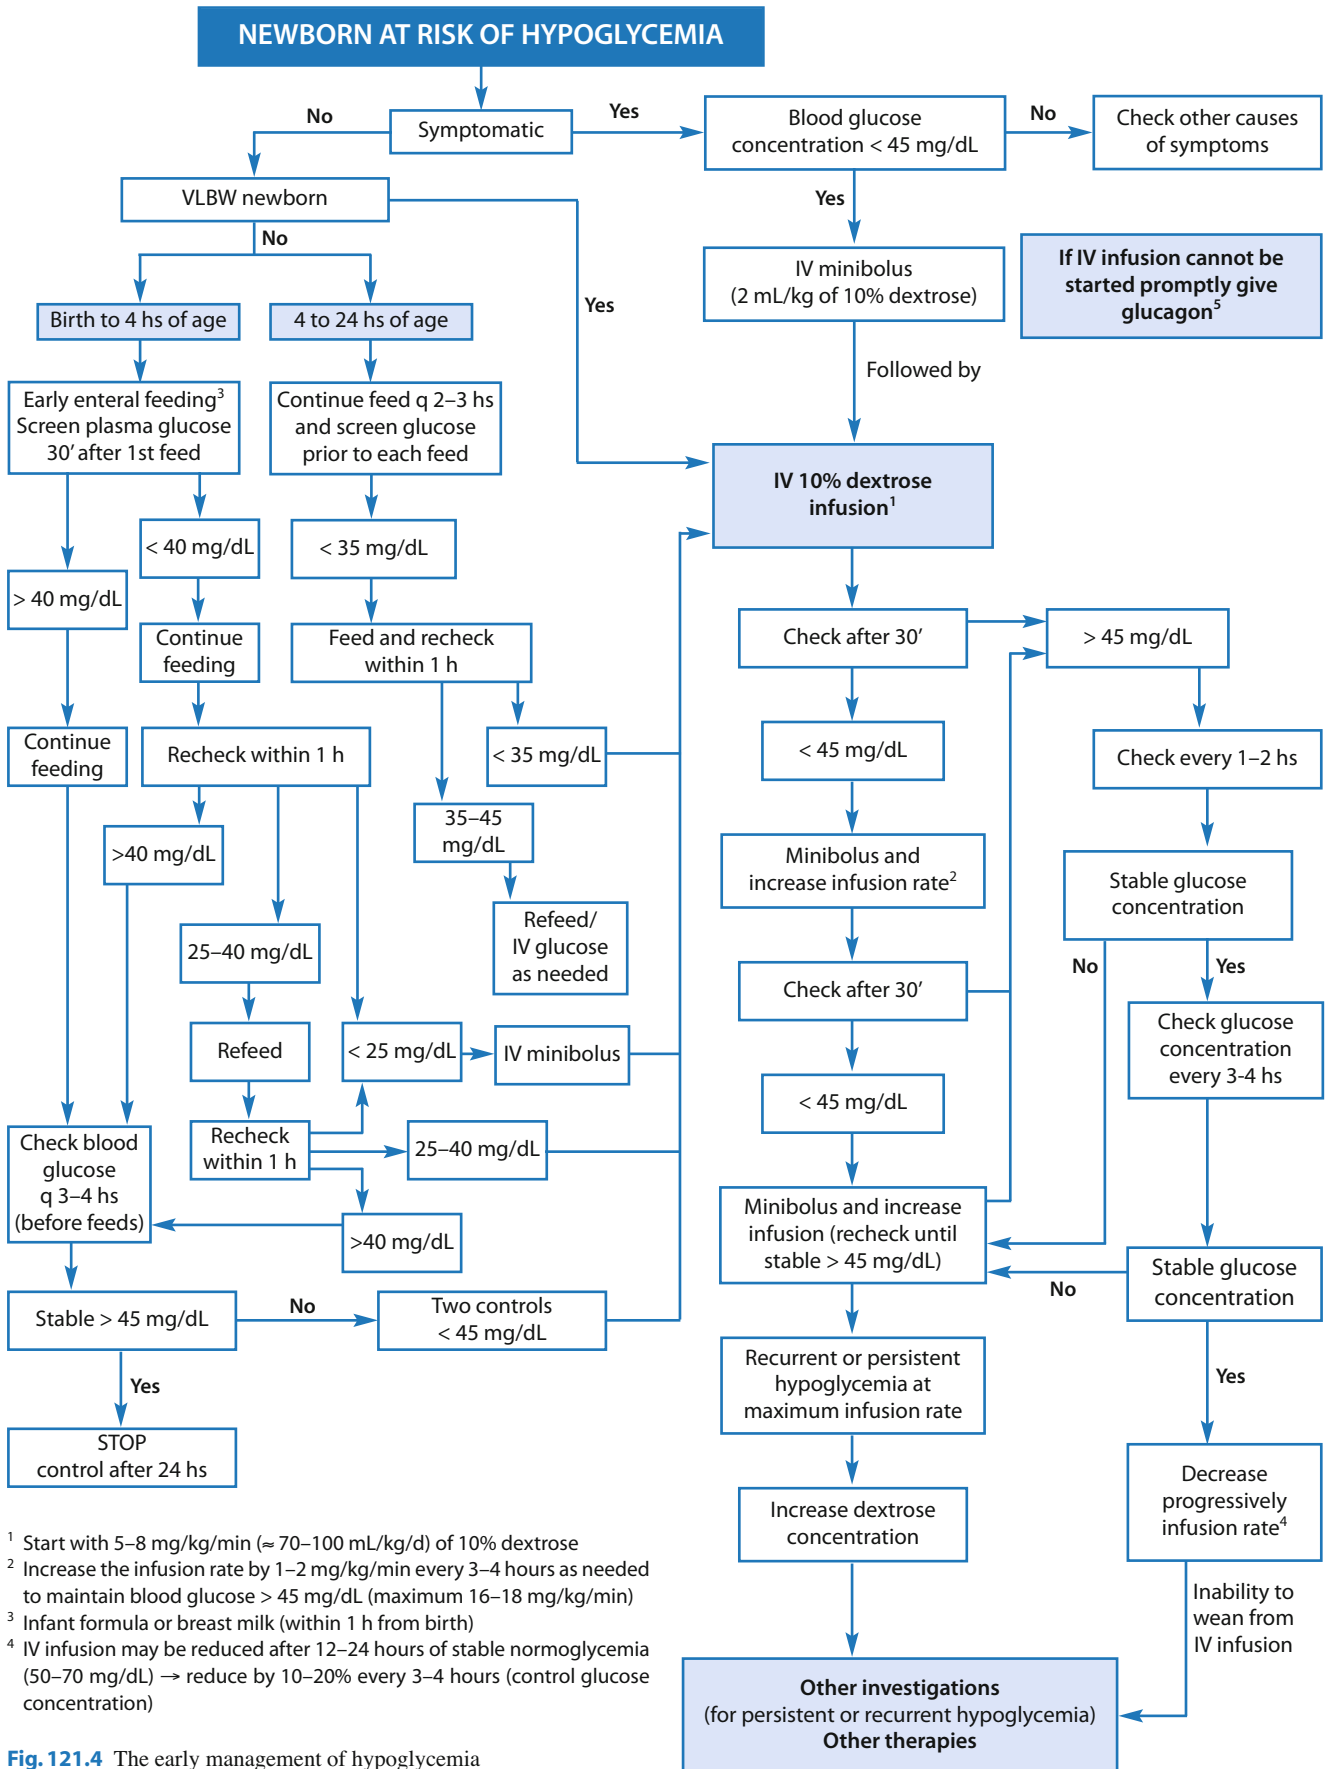 NEWBORN AT RISK OF HYPOGLYCEMIA
No
Symptomatic
Yes
Blood glucose
concentration < 45 mg/dL
No
Check other causes
of symptoms
VLBW newborn
No
Yes
Yes
IV minibolus
(2 mL/kg of 10% dextrose)
If IV infusion cannot be
started promptly give
glucagon⁵
Followed by
Birth to 4 hs of age
4 to 24 hs of age
Early enteral feeding³
Screen plasma glucose
30′ after 1st feed
Continue feed q 2–3 hs
and screen glucose
prior to each feed
< 40 mg/dL
< 35 mg/dL
> 40 mg/dL
Continue
feeding
Feed and recheck
within 1 h
Continue
feeding
Recheck within 1 h
< 35 mg/dL
35–45
mg/dL
>40 mg/dL
Refeed/
IV glucose
as needed
25–40 mg/dL
Refeed
< 25 mg/dL
IV minibolus
Recheck
within 1 h
25–40 mg/dL
Check blood
glucose
q 3–4 hs
(before feeds)
>40 mg/dL
Stable > 45 mg/dL
No
Two controls
< 45 mg/dL
Yes
STOP
control after 24 hs
IV 10% dextrose
infusion¹
Check after 30′
> 45 mg/dL
< 45 mg/dL
Check every 1–2 hs
Minibolus and
increase infusion rate²
Stable glucose
concentration
No
Yes
Check after 30′
Check glucose
concentration
every 3-4 hs
< 45 mg/dL
Minibolus and increase
infusion (recheck until
stable > 45 mg/dL)
Stable glucose
concentration
No
Yes
Recurrent or persistent
hypoglycemia at
maximum infusion rate
Decrease
progressively
infusion rate⁴
Increase dextrose
concentration
Inability to
wean from
IV infusion
Other investigations
(for persistent or recurrent hypoglycemia)
Other therapies
¹ Start with 5–8 mg/kg/min (≈ 70–100 mL/kg/d) of 10% dextrose
² Increase the infusion rate by 1–2 mg/kg/min every 3–4 hours as needed
to maintain blood glucose > 45 mg/dL (maximum 16–18 mg/kg/min)
³ Infant formula or breast milk (within 1 h from birth)
⁴ IV infusion may be reduced after 12–24 hours of stable normoglycemia
(50–70 mg/dL) → reduce by 10–20% every 3–4 hours (control glucose
concentration)
Fig. 121.4 The early management of hypoglycemia